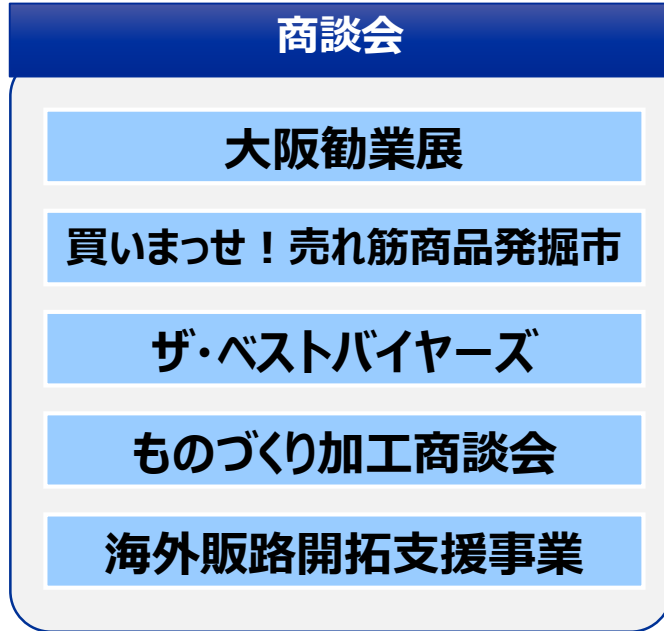 商談会
大阪勧業展
買いまっせ！売れ筋商品発掘市
ザ・ベストバイヤーズ
ものづくり加工商談会
海外販路開拓支援事業